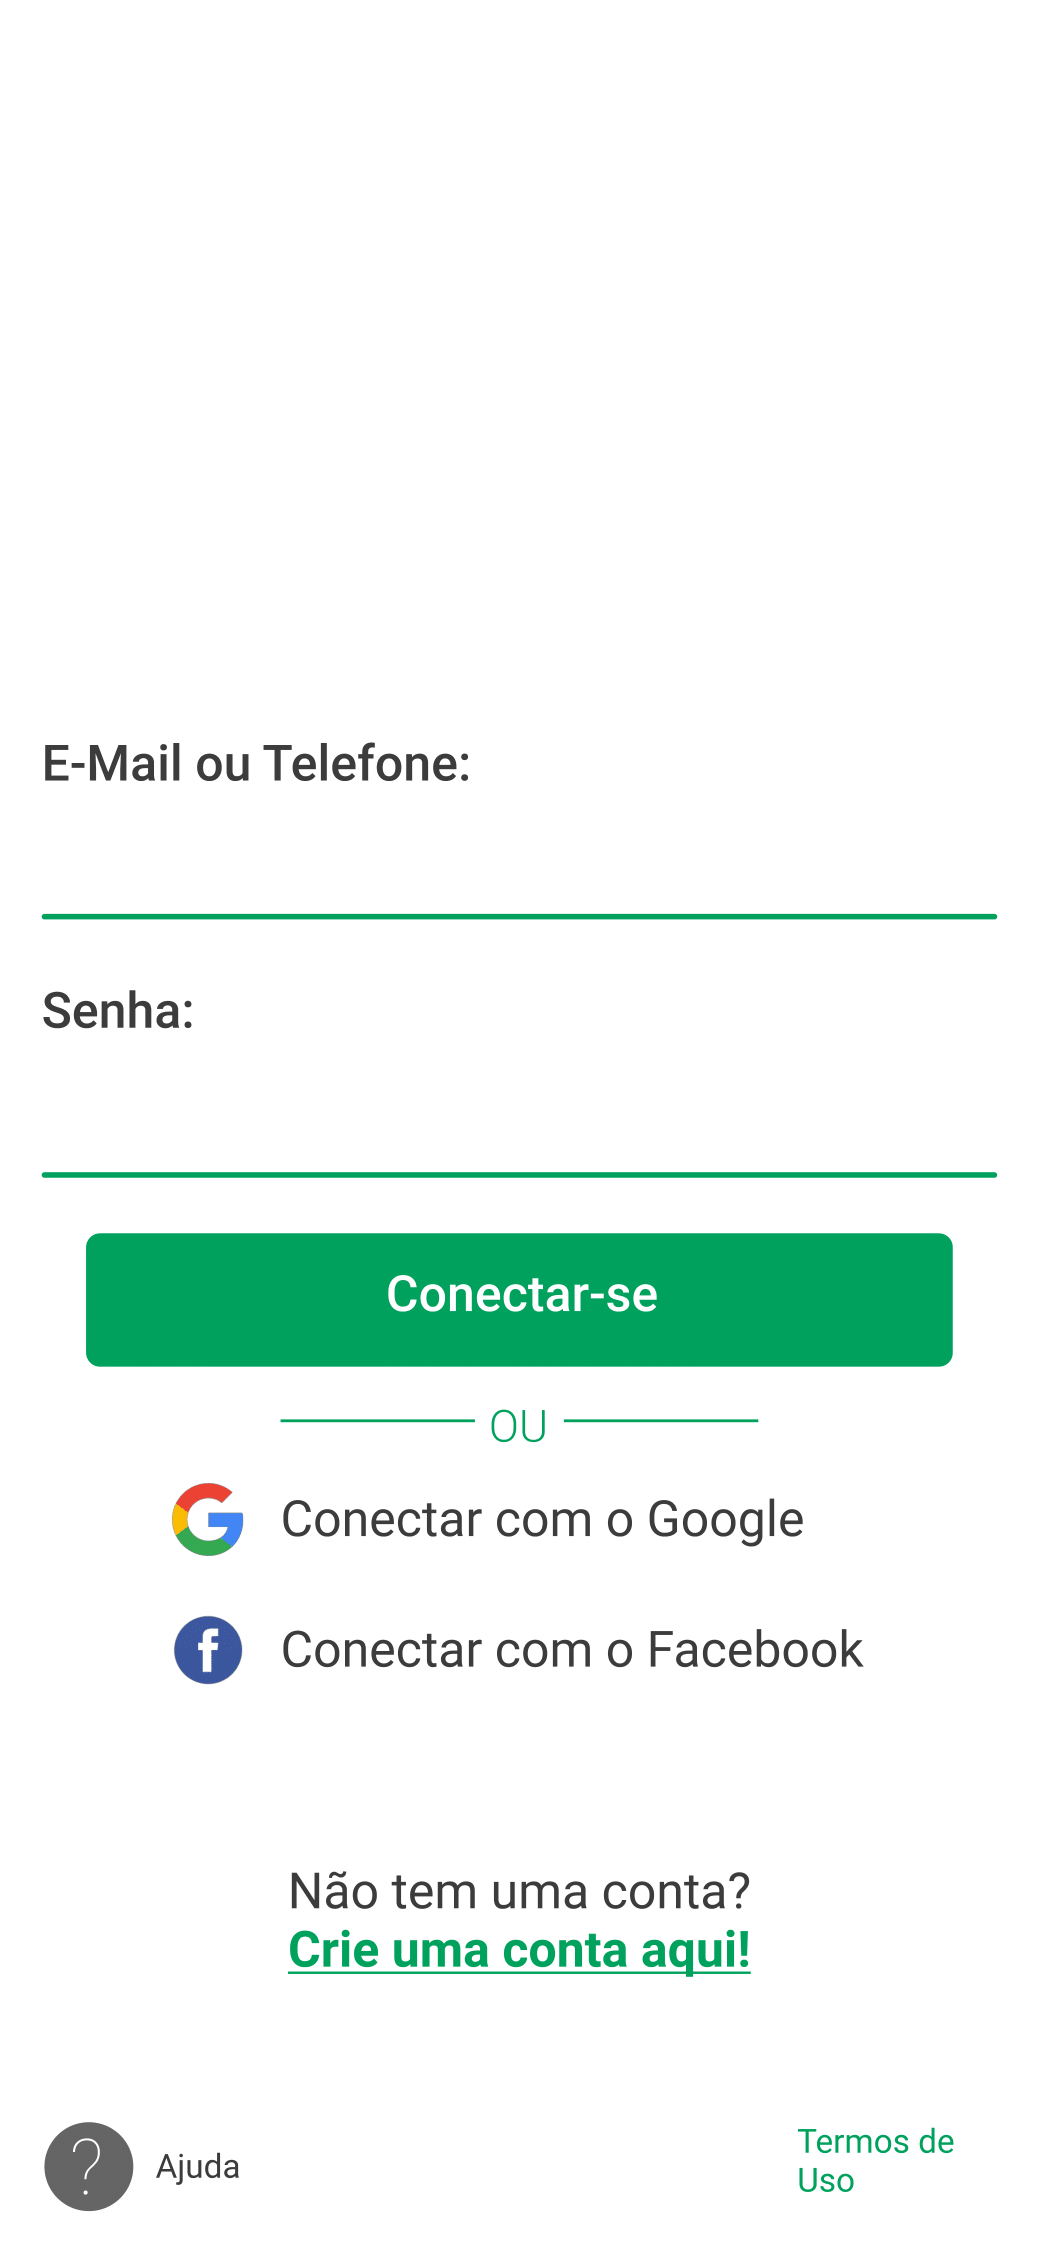 E-Mail ou Telefone:
Senha:
Conectar-se
OU
Conectar com o Google
Conectar com o Facebook
Não tem uma conta?
Crie uma conta aqui!
? Ajuda
Termos de
Uso